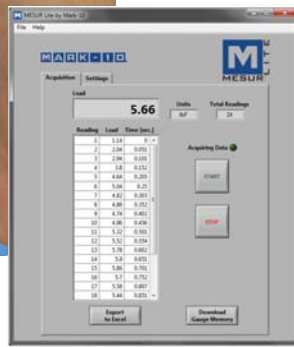 MESUR Lite by Mark-10
File Help
MARK-10
M
MESUR
LITE
Acquisition Settings
Load
5.66
Units
lbF
Total Readings
24
Reading Load Time [sec.]
1 1.14 0
2 2.04 0.051
3 2.94 0.101
4 3.8 0.152
5 4.64 0.203
6 5.04 0.25
7 4.82 0.303
8 4.86 0.352
9 4.74 0.402
10 4.86 0.456
11 5.32 0.501
12 5.52 0.554
13 5.78 0.602
14 5.9 0.651
15 5.86 0.701
16 5.7 0.752
17 5.58 0.807
18 5.44 0.851
Acquiring Data
START
STOP
Export
to Excel
Download
Gauge Memory